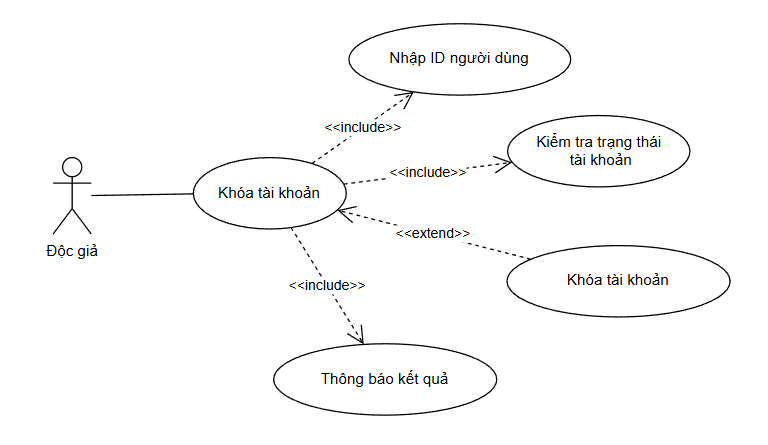 Nhập ID người dùng
<<include>>
Kiểm tra trạng thái
tài khoản
<<include>>
Khóa tài khoản
<<extend>>
Độc giả
Khóa tài khoản
<<include>>
Thông báo kết quả